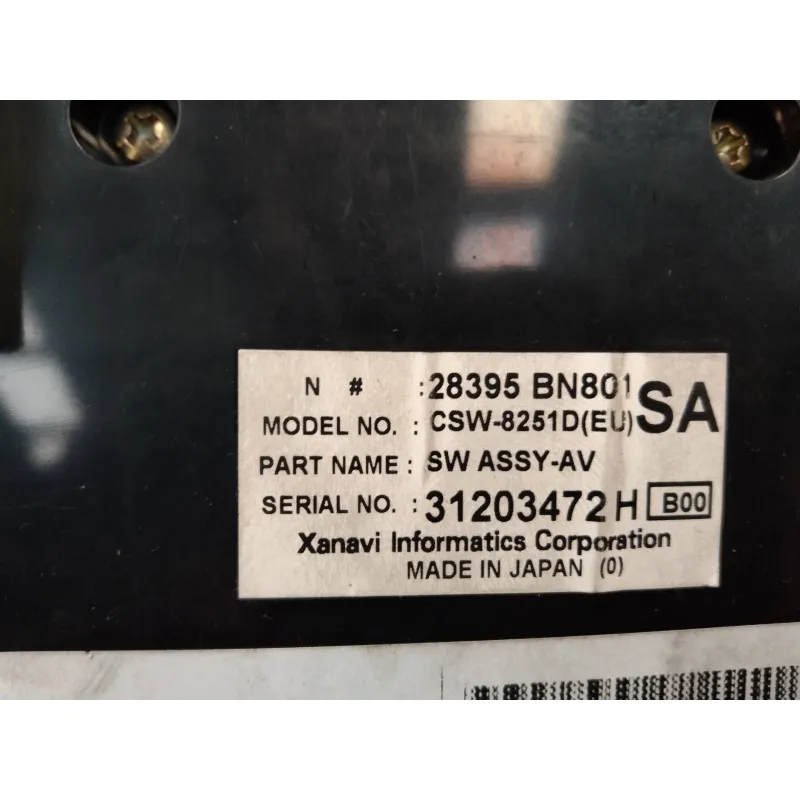 N # : 28395 BN801 SA
MODEL NO. : CSW-8251D(EU)
PART NAME : SW ASSY-AV
SERIAL NO. : 31203472 H B00
Xanavi Informatics Corporation
MADE IN JAPAN (0)